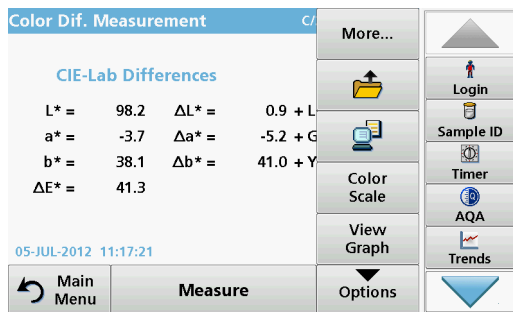 Color Dif. Measurement C/
CIE-Lab Differences
L* = 98.2 ΔL* = 0.9 + L
a* = -3.7 Δa* = -5.2 + G
b* = 38.1 Δb* = 41.0 + Y
ΔE* = 41.3
05-JUL-2012 11:17:21
Main
Menu
Measure
More...
Color
Scale
View
Graph
Options
Login
Sample ID
Timer
AQA
Trends